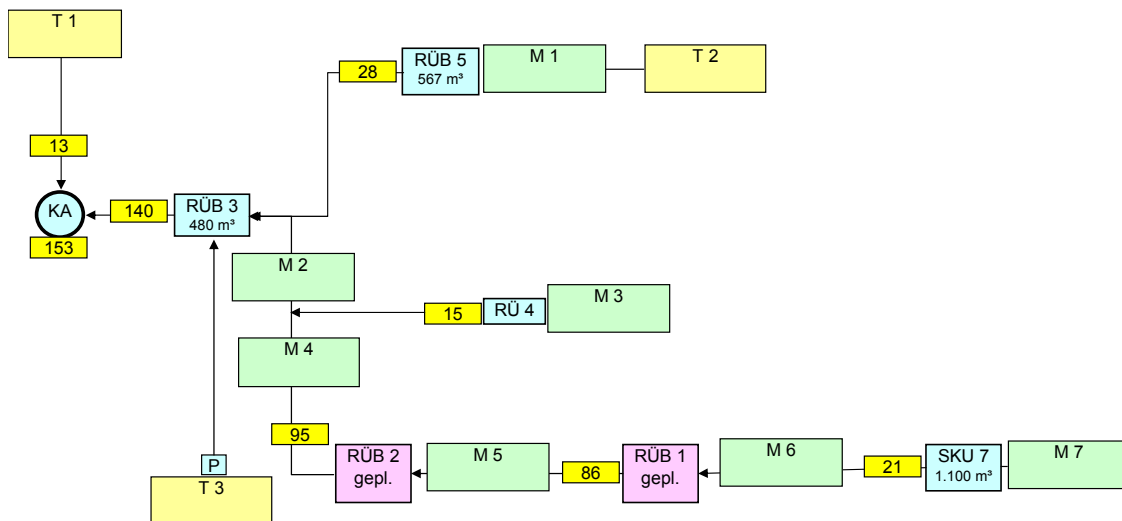 T 1
RÜB 5
567 m³
M 1
T 2
28
13
KA
153
140
RÜB 3
480 m³
M 2
15
RÜ 4
M 3
M 4
95
RÜB 2
gepl.
M 5
86
RÜB 1
gepl.
M 6
21
SKU 7
1.100 m³
M 7
P
T 3